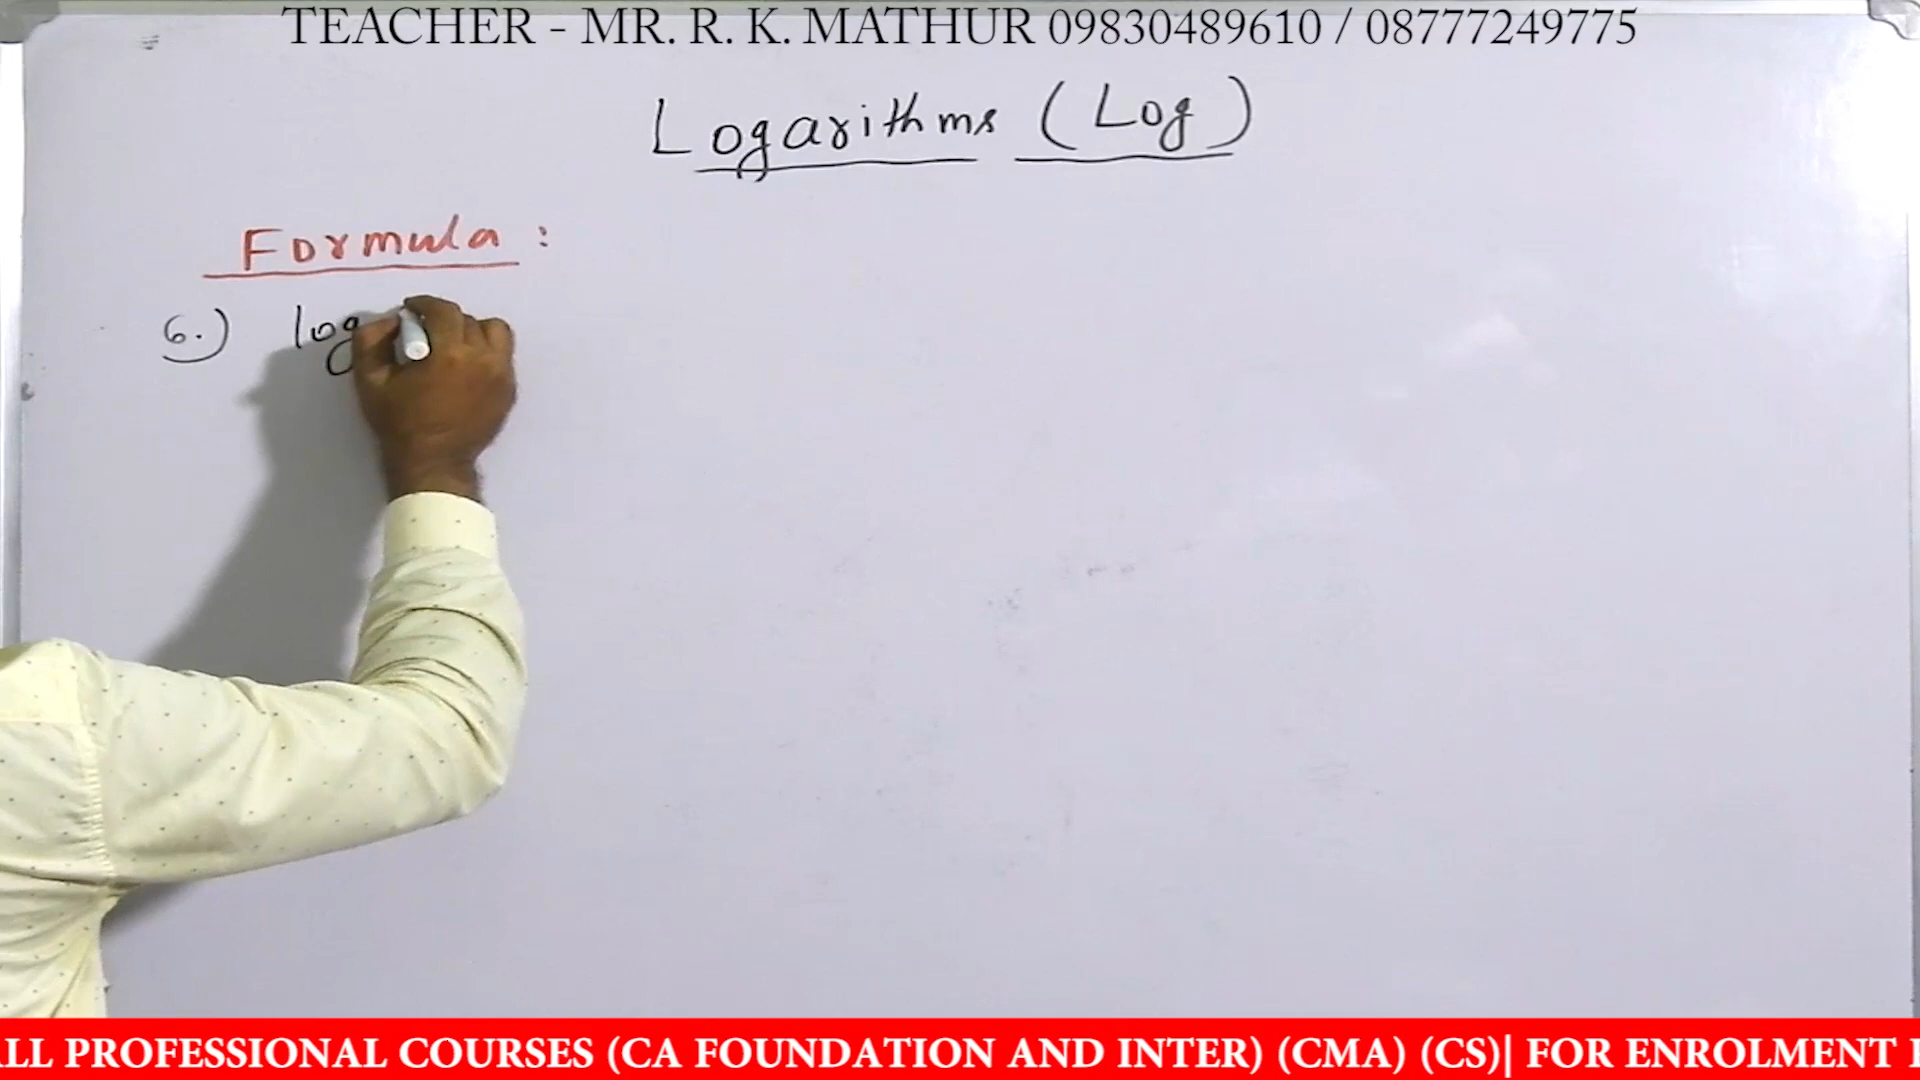 TEACHER - MR. R. K. MATHUR 09830489610 / 08777249775
Logarithms (Log)
Formula :
6.) log
ALL PROFESSIONAL COURSES (CA FOUNDATION AND INTER) (CMA) (CS)| FOR ENROLMENT